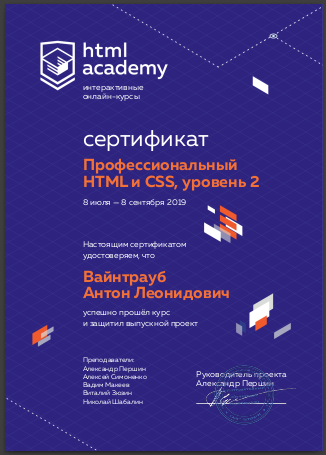 html
academy
интерактивные
онлайн-курсы
сертификат
Профессиональный
HTML и CSS, уровень 2
8 июля — 8 сентября 2019
Настоящим сертификатом
удостоверяем, что
Вайнтрауб
Антон Леонидович
успешно прошёл курс
и защитил выпускной проект
Преподаватели:
Александр Першин
Алексей Симоненко
Вадим Макеев
Виталий Зюзин
Николай Шабалин
Руководитель проекта
Александр Першин